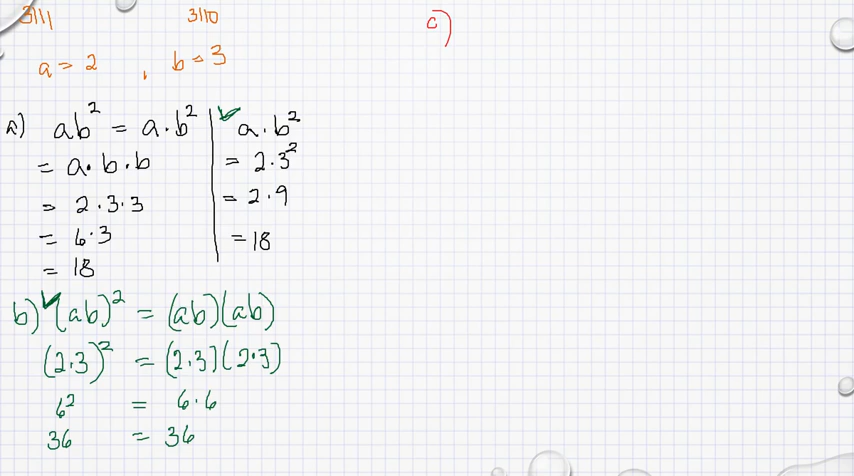 3111 3110
a = 2 , b = 3
a) ab² = a·b²
= a·b·b
= 2·3·3
= 6·3
= 18
✓ a·b²
= 2·3²
= 2·9
= 18
b) ✓ (ab)² = (ab)(ab)
(2·3)² = (2·3)(2·3)
6² = 6·6
36 = 36
c)